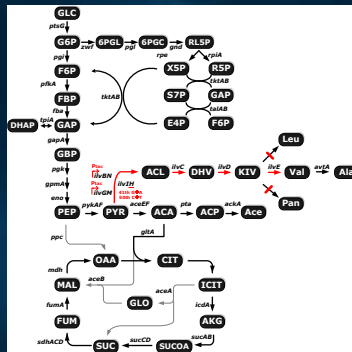 GLC
ptsG
G6P
zwf
6PGL
pgl
6PGC
gnd
RL5P
pgi
rpe
rpiA
F6P
X5P
R5P
pfkA
tktAB
FBP
tktAB
S7P
GAP
fba
talAB
DHAP
tpiA
GAP
E4P
F6P
gapA
GBP
Leu
pgk
Ptac
ilvBN
ACL
ilvC
DHV
ilvD
KIV
ilvE
Val
avtA
Ala
gpmA
Ptac
ilvGM
ilvIH
eno
Pan
PEP
pykAF
PYR
aceEF
ACA
pta
ACP
ackA
Ace
ppc
gltA
OAA
CIT
mdh
MAL
aceB
aceA
ICIT
GLO
fumA
icdA
FUM
AKG
sdhACD
SUC
sucCD
SUCOA
sucAB